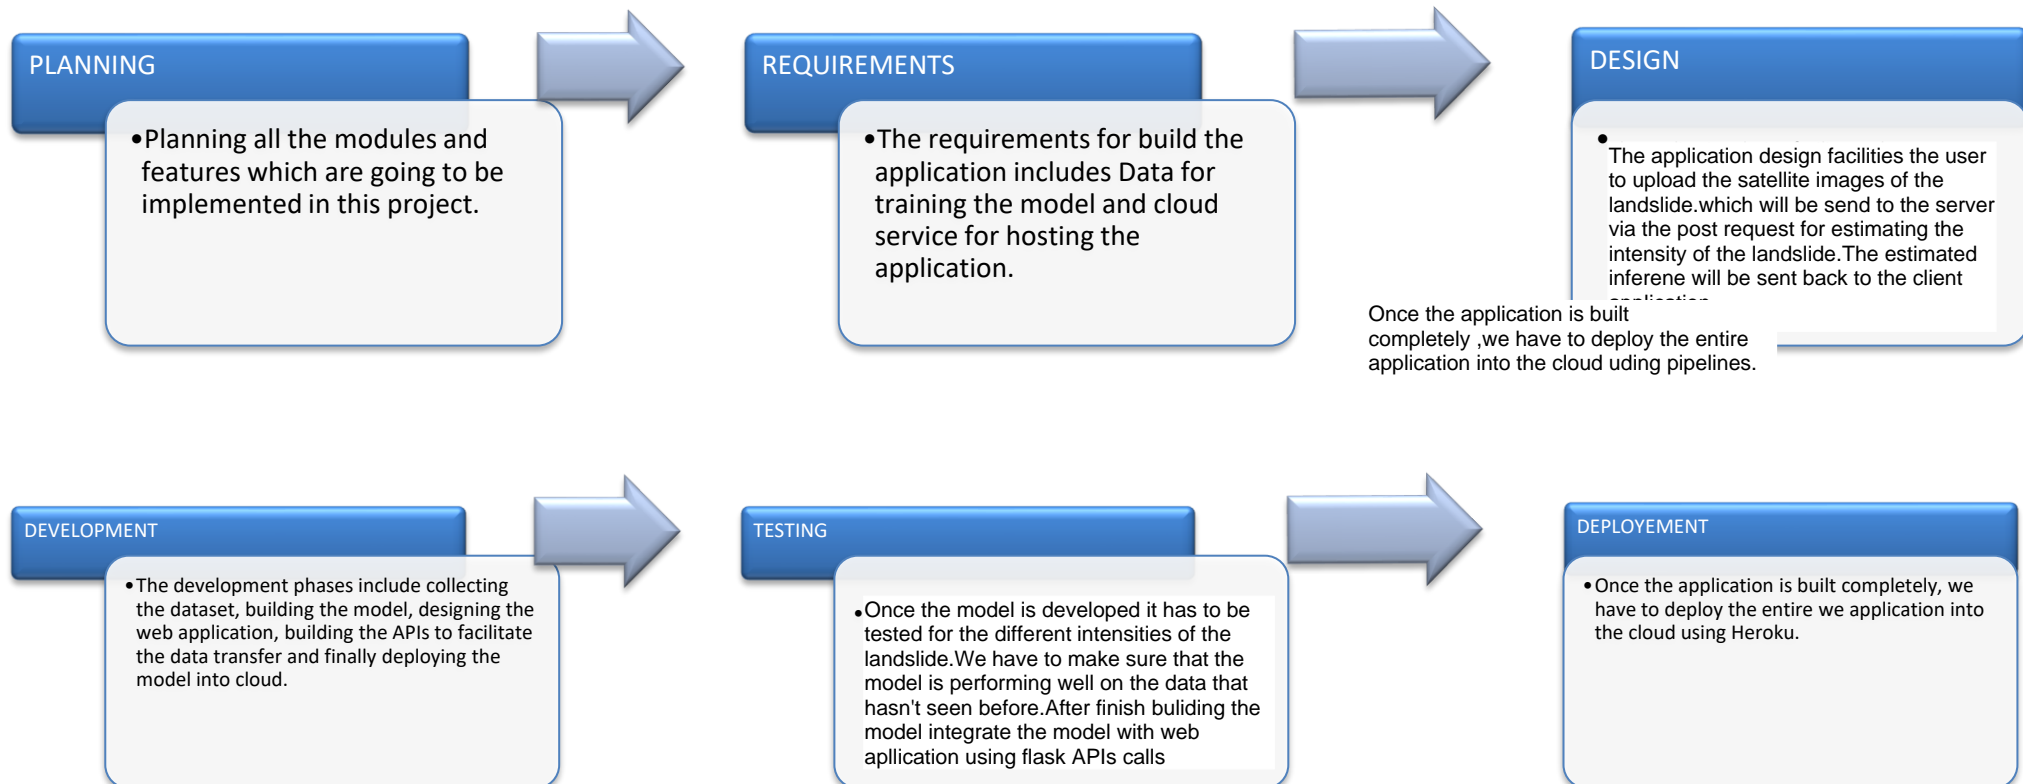 PLANNING
•Planning all the modules and
features which are going to be
implemented in this project.
REQUIREMENTS
•The requirements for build the
application includes Data for
training the model and cloud
service for hosting the
application.
DESIGN
•
The application design facilities the user
to upload the satellite images of the
landslide.which will be send to the server
via the post request for estimating the
intensity of the landslide.The estimated
inferene will be sent back to the client
Once the application is built
completely ,we have to deploy the entire
application into the cloud uding pipelines.
DEVELOPMENT
•The development phases include collecting
the dataset, building the model, designing the
web application, building the APIs to facilitate
the data transfer and finally deploying the
model into cloud.
TESTING
•Once the model is developed it has to be
tested for the different intensities of the
landslide.We have to make sure that the
model is performing well on the data that
hasn't seen before.After finish buliding the
model integrate the model with web
apllication using flask APIs calls
DEPLOYEMENT
•Once the application is built completely, we
have to deploy the entire we application into
the cloud using Heroku.